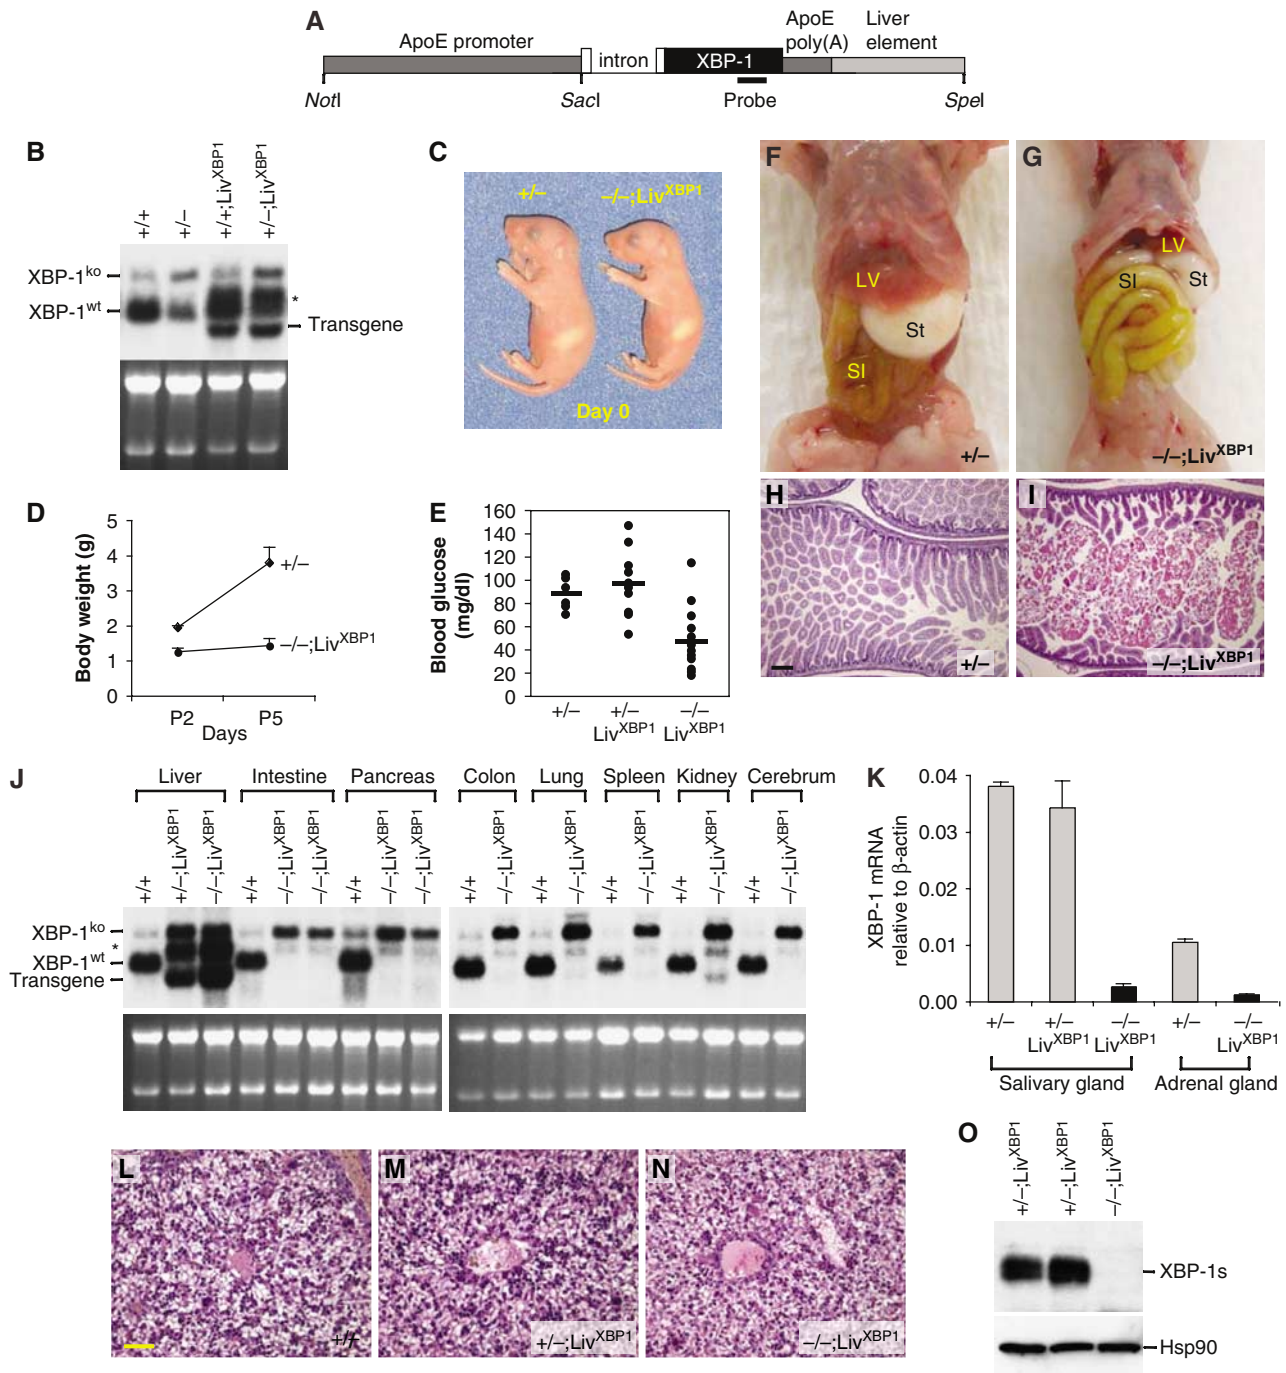 A
ApoE promoter
intron
XBP-1
ApoE
poly(A)
Liver
element
NotI
SacI
Probe
SpeI
B
+/+
+/–
+/+;Liv^XBP1
+/–;Liv^XBP1
XBP-1^ko
XBP-1^wt
*
Transgene
C
+/–
–/–;Liv^XBP1
Day 0
D
Body weight (g)
5
4
3
2
1
0
+/–
–/–;Liv^XBP1
P2
P5
Days
E
Blood glucose
(mg/dl)
160
140
120
100
80
60
40
20
0
+/–
+/–
Liv^XBP1
–/–
Liv^XBP1
F
LV
St
SI
+/–
G
LV
SI
St
–/–;Liv^XBP1
H
+/–
I
–/–;Liv^XBP1
J
Liver
Intestine
Pancreas
Colon
Lung
Spleen
Kidney
Cerebrum
+/+
+/–;Liv^XBP1
–/–;Liv^XBP1
+/+
–/–;Liv^XBP1
–/–;Liv^XBP1
+/+
–/–;Liv^XBP1
–/–;Liv^XBP1
+/+
–/–;Liv^XBP1
+/+
–/–;Liv^XBP1
+/+
–/–;Liv^XBP1
+/+
–/–;Liv^XBP1
+/+
–/–;Liv^XBP1
XBP-1^ko
*
XBP-1^wt
Transgene
K
XBP-1 mRNA
relative to β-actin
0.04
0.03
0.02
0.01
0.00
+/–
+/–
Liv^XBP1
–/–
Liv^XBP1
+/–
–/–
Liv^XBP1
Salivary gland
Adrenal gland
L
+/+
M
+/–;Liv^XBP1
N
–/–;Liv^XBP1
O
+/–;Liv^XBP1
+/–;Liv^XBP1
–/–;Liv^XBP1
XBP-1s
Hsp90